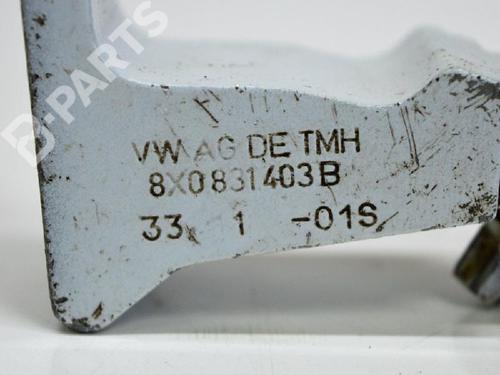 B-PARTS
VW AG DE TMH
8X0 831 403 B
33 1 -01S